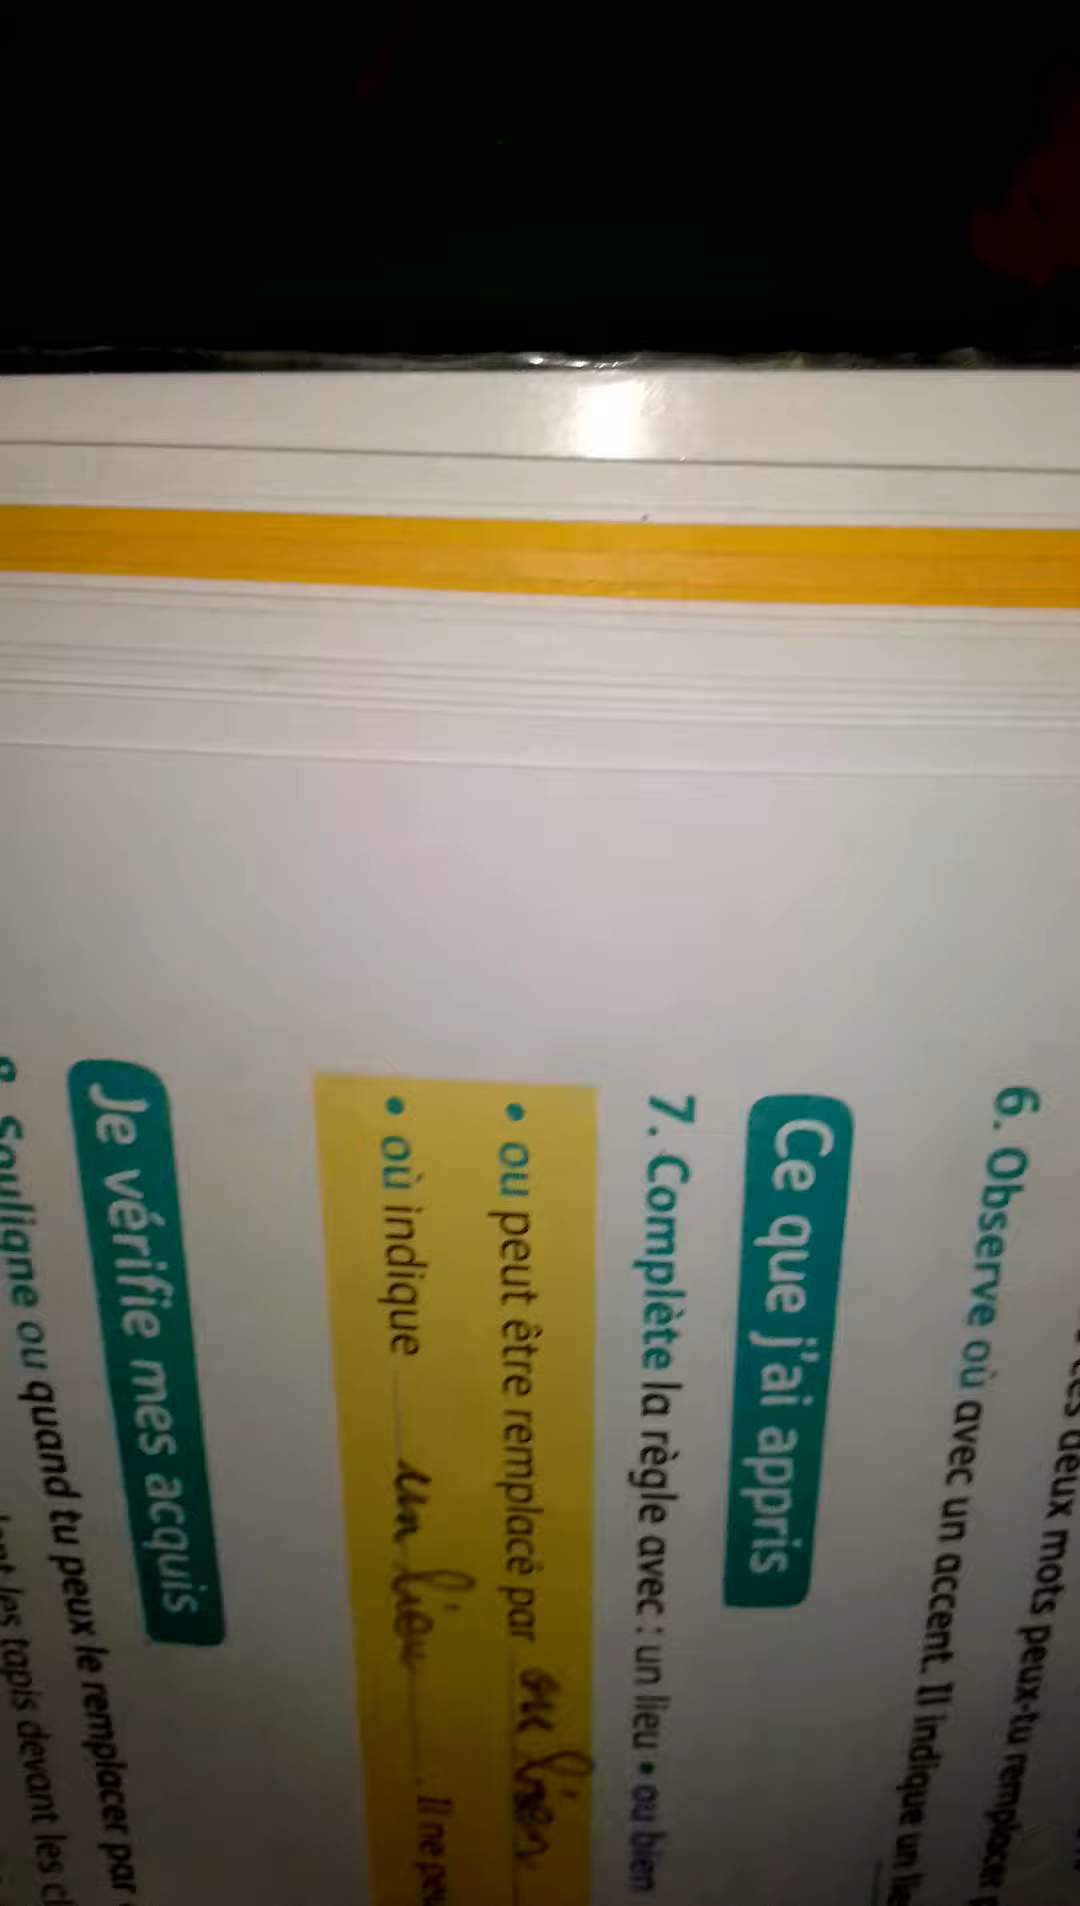 deux mots peux-tu remplacer
6. Observe où avec un accent. Il indique un
Ce que j'ai appris
7. Complète la règle avec : un lieu • ou bien
• ou peut être remplacé par ou bien
• où indique un lieu. Il ne
Je vérifie mes acquis
Souligne ou quand tu peux le remplacer par
les tapis devant les